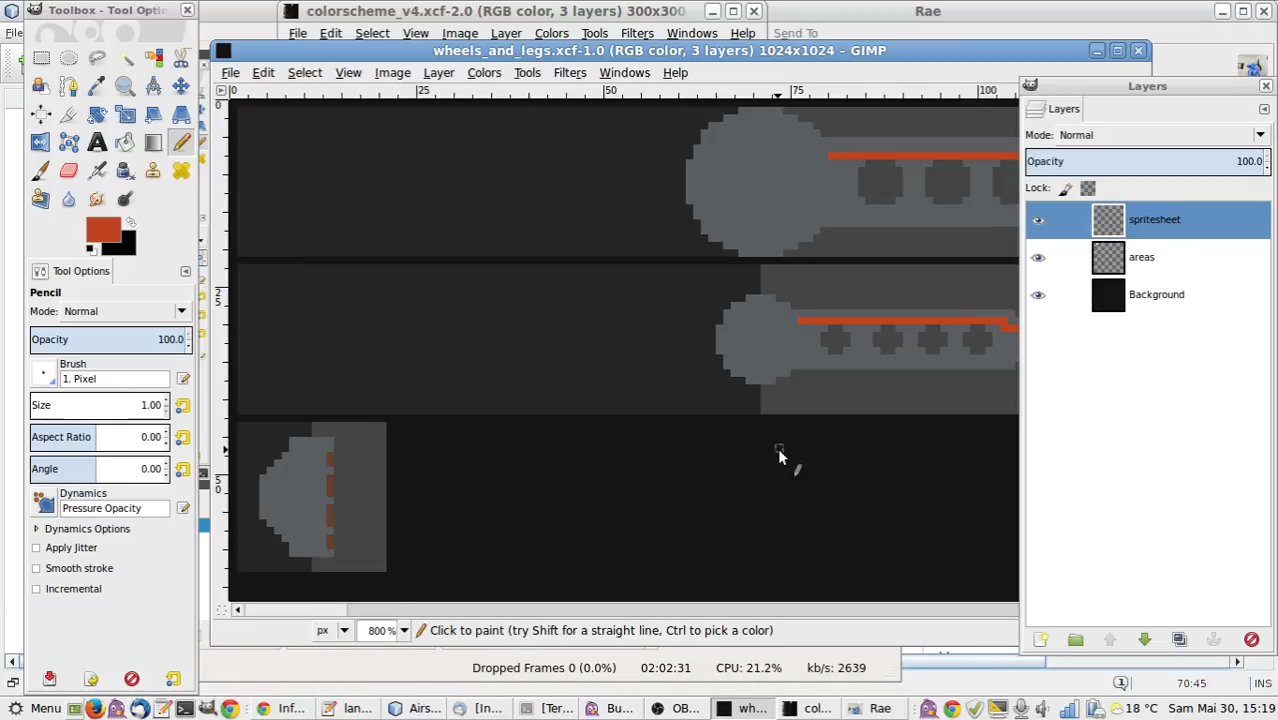 Toolbox - Tool Optio
colorscheme_v4.xcf-2.0 (RGB color, 3 layers) 300x300
Rae
File Edit Select View Image Layer Colors Tools Filters Windows Help Send To
wheels_and_legs.xcf-1.0 (RGB color, 3 layers) 1024x1024 – GIMP
File Edit Select View Image Layer Colors Tools Filters Windows Help
Layers
0 25 50 75 100
Layers
Mode: Normal
Opacity 100.0
Lock:
spritesheet
areas
Background
Tool Options
Pencil
Mode: Normal
Opacity 100.0
Brush
1. Pixel
Size 1.00
Aspect Ratio 0.00
Angle 0.00
Dynamics
Pressure Opacity
Dynamics Options
Apply Jitter
Smooth stroke
Incremental
0
25
50
px 800 % Click to paint (try Shift for a straight line, Ctrl to pick a color)
Dropped Frames 0 (0.0%) 02:02:31 CPU: 21.2% kb/s: 2639
70:45 INS
Menu Inf... lan... Airs... [In... [Ter... Bu... OB... wh... col... Rae 18 °C Sam Mai 30, 15:19